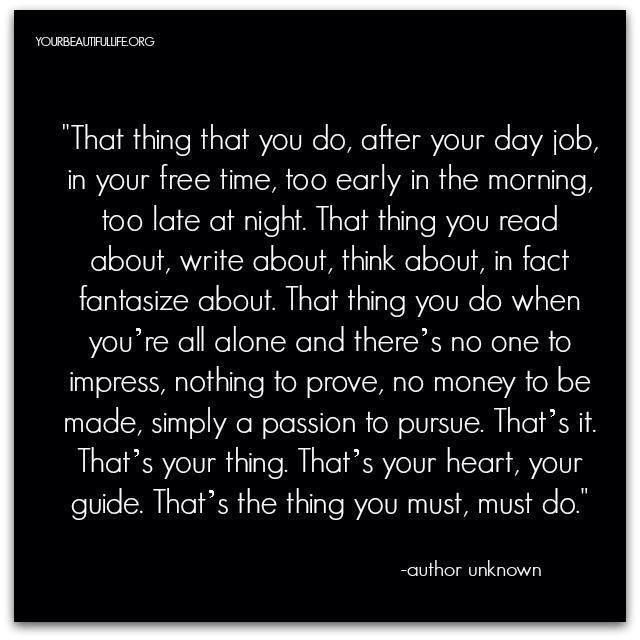 YOURBEAUTIFULLIFE.ORG
"That thing that you do, after your day job,
in your free time, too early in the morning,
too late at night. That thing you read
about, write about, think about, in fact
fantasize about. That thing you do when
you’re all alone and there’s no one to
impress, nothing to prove, no money to be
made, simply a passion to pursue. That’s it.
That’s your thing. That’s your heart, your
guide. That’s the thing you must, must do."
-author unknown